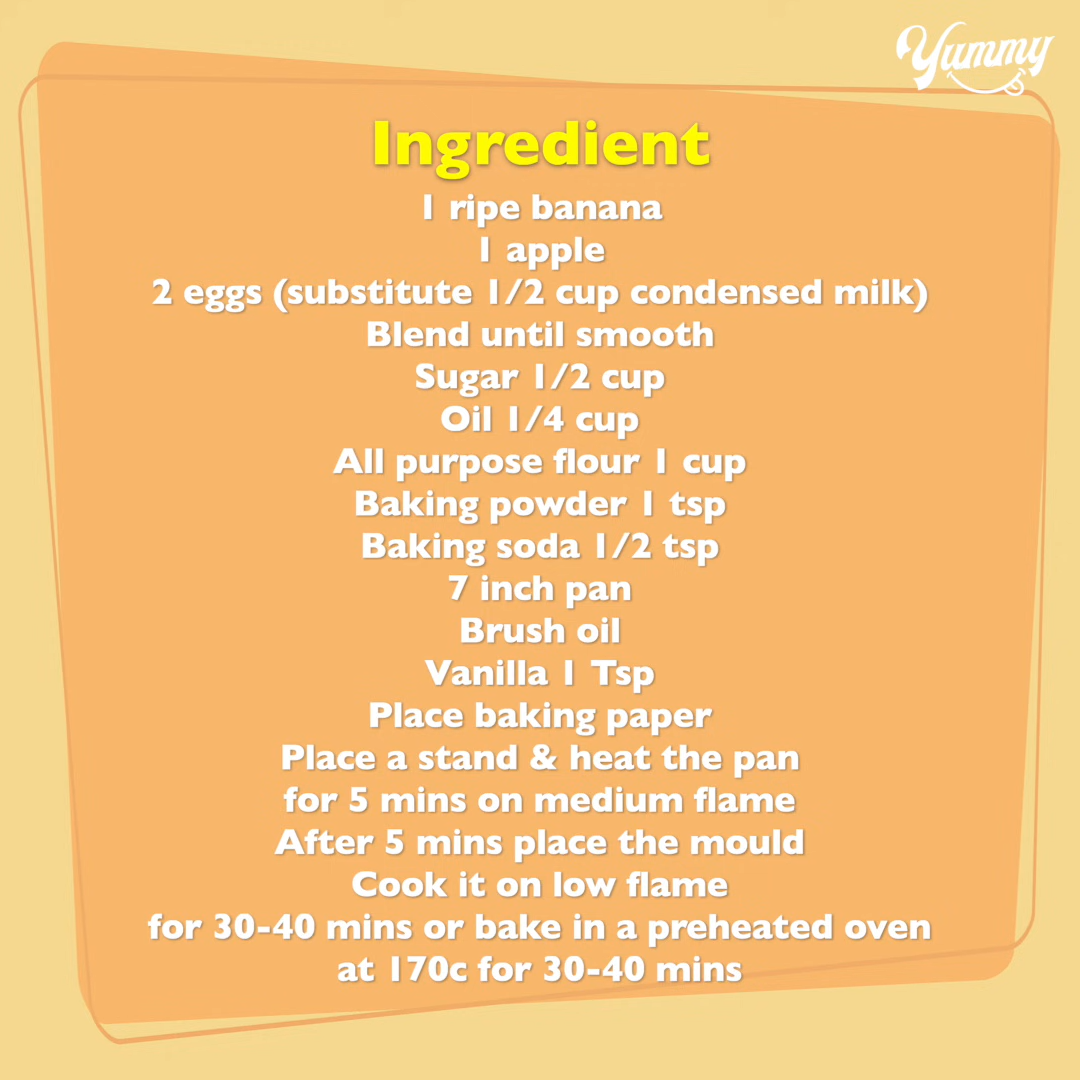 Yummy
Ingredient
1 ripe banana
1 apple
2 eggs (substitute 1/2 cup condensed milk)
Blend until smooth
Sugar 1/2 cup
Oil 1/4 cup
All purpose flour 1 cup
Baking powder 1 tsp
Baking soda 1/2 tsp
7 inch pan
Brush oil
Vanilla 1 Tsp
Place baking paper
Place a stand & heat the pan
for 5 mins on medium flame
After 5 mins place the mould
Cook it on low flame
for 30-40 mins or bake in a preheated oven
at 170c for 30-40 mins